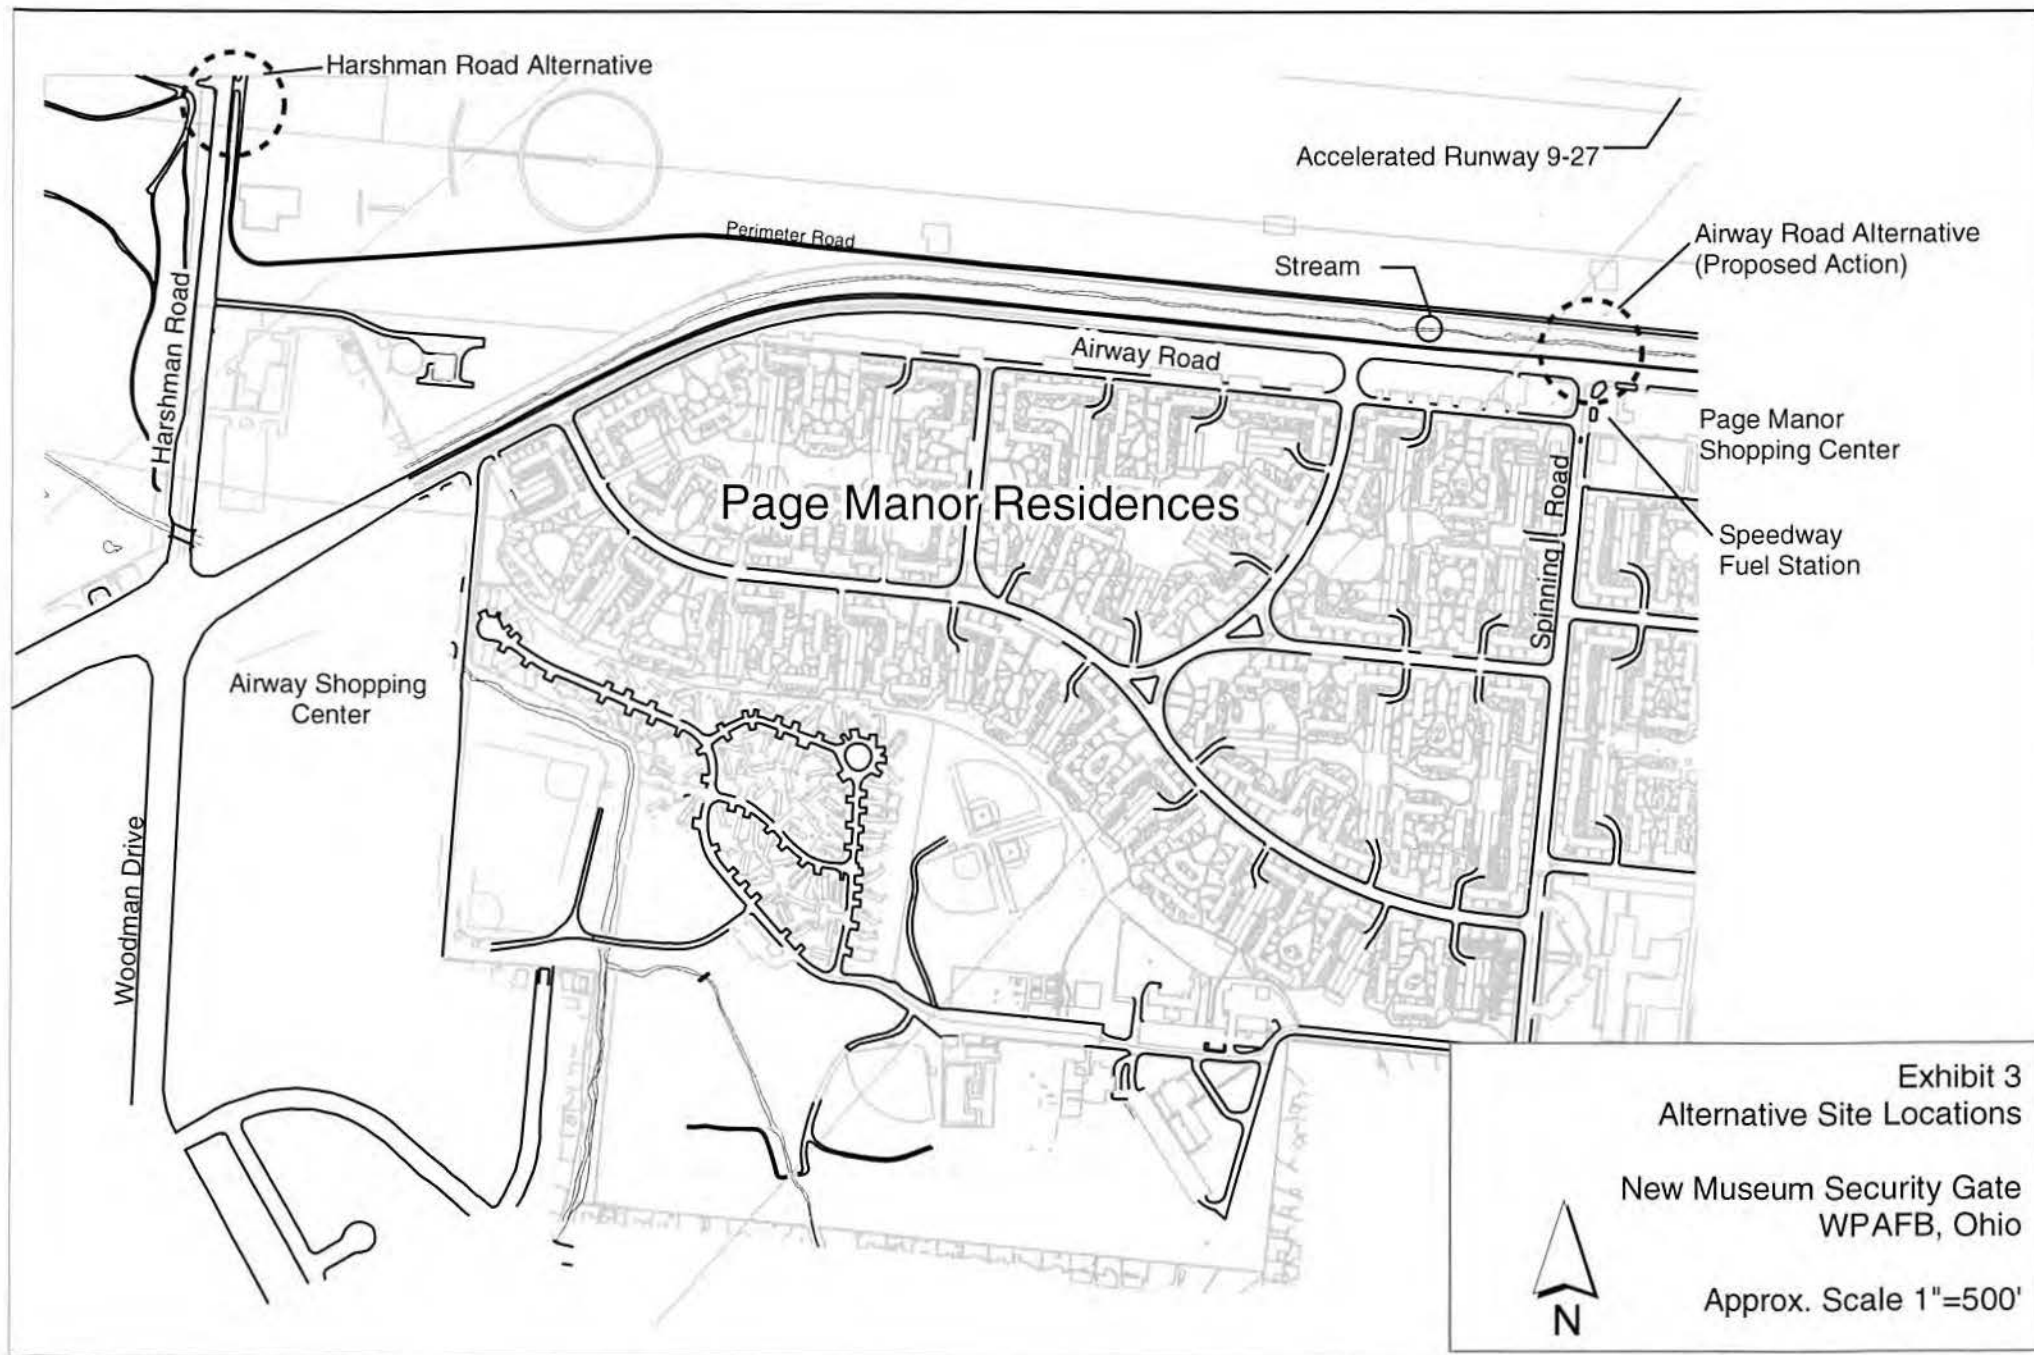 Harshman Road Alternative
Accelerated Runway 9-27
Perimeter Road
Stream
Airway Road Alternative
(Proposed Action)
Harshman Road
Airway Road
Page Manor
Shopping Center
Page Manor Residences
Spinning Road
Speedway
Fuel Station
Airway Shopping
Center
Woodman Drive
Exhibit 3
Alternative Site Locations
New Museum Security Gate
WPAFB, Ohio
Approx. Scale 1"=500'
N